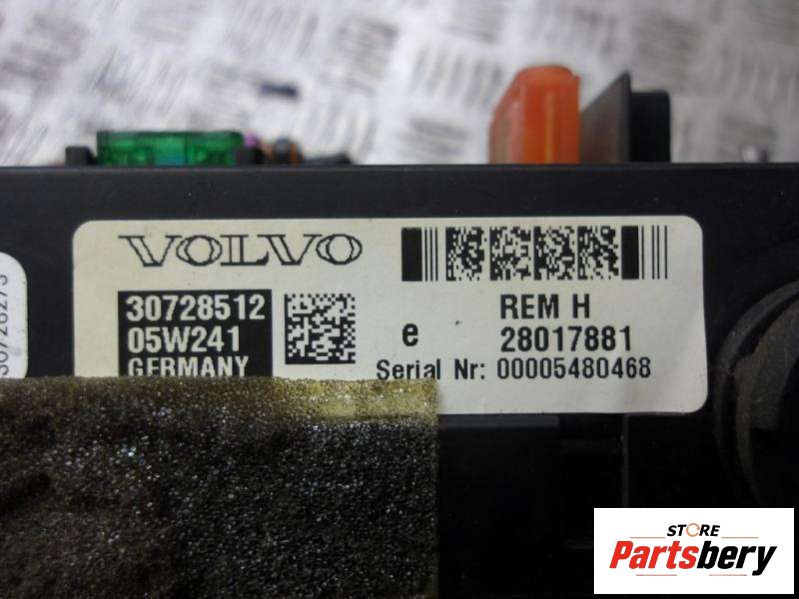 VOLVO
30728512
05W241
GERMANY
REM H
e
28017881
Serial Nr: 00005480468
STORE
Partsbery